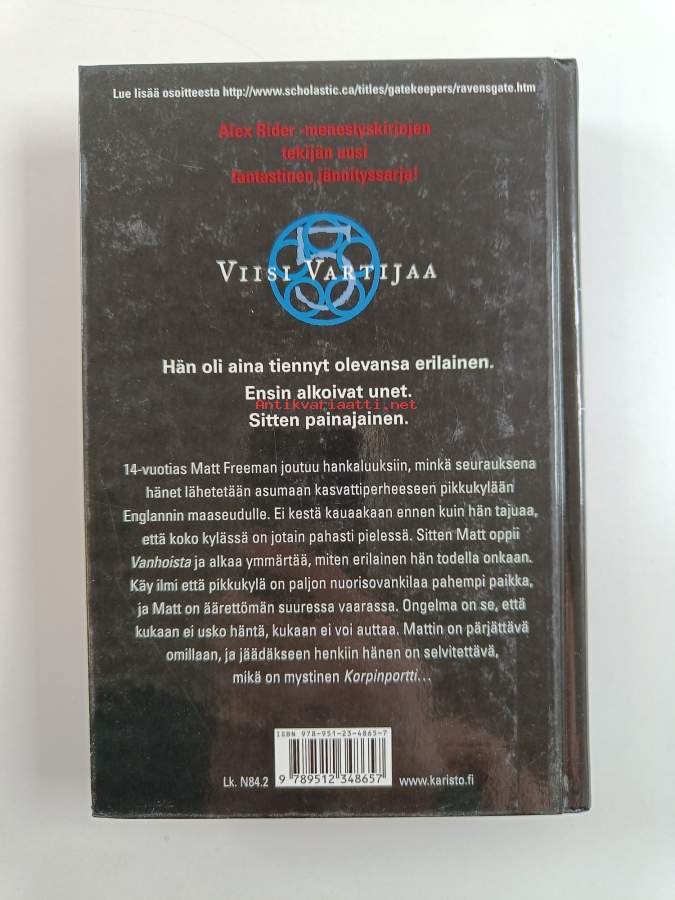 Lue lisää osoitteesta http://www.scholastic.ca/titles/gatekeepers/ravensgate.htm
Alex Rider -menestyskirjojen
tekijän uusi
fantastinen jännityssarja!
5
VIISI VARTIJAA
Hän oli aina tiennyt olevansa erilainen.
Ensin alkoivat unet.
Antikvariaatti.net
Sitten painajainen.
14-vuotias Matt Freeman joutuu hankaluuksiin, minkä seurauksena
hänet lähetetään asumaan kasvattiperheeseen pikkukylään
Englannin maaseudulle. Ei kestä kauaakaan ennen kuin hän tajuaa,
että koko kylässä on jotain pahasti pielessä. Sitten Matt oppii
Vanhoista ja alkaa ymmärtää, miten erilainen hän todella onkaan.
Käy ilmi että pikkukylä on paljon nuorisovankilaa pahempi paikka,
ja Matt on äärettömän suuressa vaarassa. Ongelma on se, että
kukaan ei usko häntä, kukaan ei voi auttaa. Mattin on pärjättävä
omillaan, ja jäädäkseen henkiin hänen on selvitettävä,
mikä on mystinen Korpinportti...
ISBN 978-951-23-4865-7
Lk. N84.2
9 789512 348657
www.karisto.fi